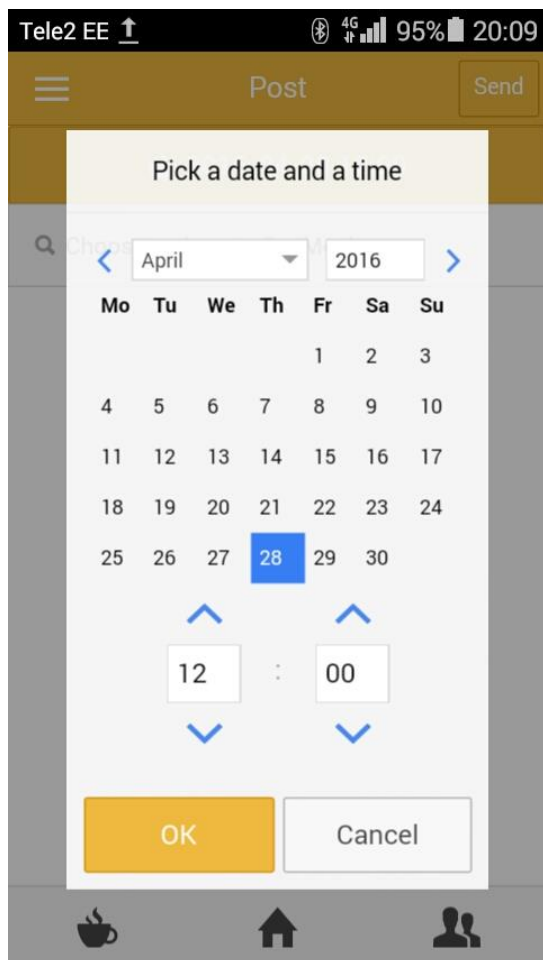 Tele2 EE 4G 95% 20:09
Post Send
Pick a date and a time
April 2016
Mo Tu We Th Fr Sa Su
1 2 3
4 5 6 7 8 9 10
11 12 13 14 15 16 17
18 19 20 21 22 23 24
25 26 27 28 29 30
12 : 00
OK Cancel